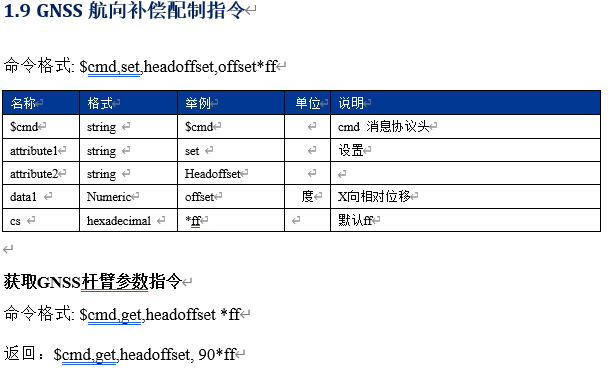 1.9 GNSS 航向补偿配制指令
命令格式: $cmd,set,headoffset,offset*ff
名称 格式 举例 单位 说明
$cmd string $cmd cmd 消息协议头
attribute1 string set 设置
attribute2 string Headoffset
data1 Numeric offset 度 X向相对位移
cs hexadecimal *ff 默认ff
获取GNSS杆臂参数指令
命令格式: $cmd,get,headoffset *ff
返回：$cmd,get,headoffset, 90*ff